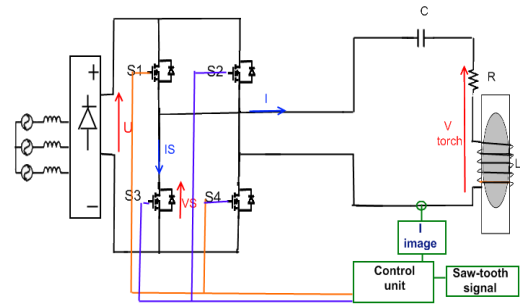 C
S1
S2
R
+
U
I
V
torch
L
IS
S3
VS
S4
−
I
image
Control
unit
Saw-tooth
signal